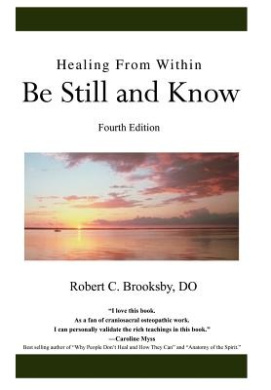 Healing From Within
Be Still and Know
Fourth Edition
Robert C. Brooksby, DO
“I love this book.
As a fan of craniosacral osteopathic work.
I can personally validate the rich teachings in this book.”
—Caroline Myss
Best selling author of “Why People Don’t Heal and How They Can” and “Anatomy of the Spirit.”